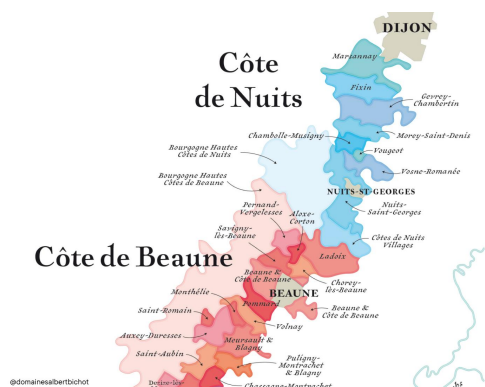 DIJON
Marsannay
Côte
de Nuits
Fixin
Gevrey-
Chambertin
Chambolle-Musigny
Morey-Saint-Denis
Bourgogne Hautes
Côtes de Nuits
Vougeot
Vosne-Romanée
Bourgogne Hautes
Côtes de Beaune
NUITS-ST-GEORGES
Pernand-
Vergelesses
Aloxe-
Corton
Nuits-
Saint-Georges
Savigny-
lès-Beaune
Côtes de Nuits
Villages
Côte de Beaune
Ladoix
Beaune &
Côte de Beaune
Chorey-
lès-Beaune
Monthélie
BEAUNE
Pommard
Saint-Romain
Beaune &
Côte de Beaune
Volnay
Auxey-Duresses
Meursault &
Blagny
Saint-Aubin
Puligny-
Montrachet
& Blagny
@domainesalbertbichot
Chassagne-Montrachet